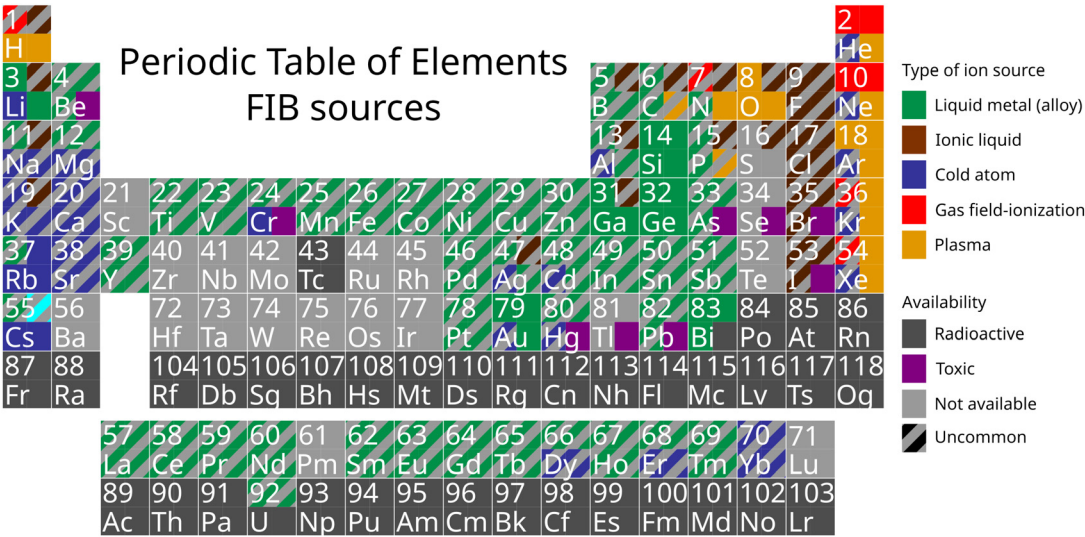 1 2
H He
Periodic Table of Elements
FIB sources
3 4 5 6 7 8 9 10
Li Be B C N O F Ne
11 12 13 14 15 16 17 18
Na Mg Al Si P S Cl Ar
19 20 21 22 23 24 25 26 27 28 29 30 31 32 33 34 35 36
K Ca Sc Ti V Cr Mn Fe Co Ni Cu Zn Ga Ge As Se Br Kr
37 38 39 40 41 42 43 44 45 46 47 48 49 50 51 52 53 54
Rb Sr Y Zr Nb Mo Tc Ru Rh Pd Ag Cd In Sn Sb Te I Xe
55 56 72 73 74 75 76 77 78 79 80 81 82 83 84 85 86
Cs Ba Hf Ta W Re Os Ir Pt Au Hg Tl Pb Bi Po At Rn
87 88 104 105 106 107 108 109 110 111 112 113 114 115 116 117 118
Fr Ra Rf Db Sg Bh Hs Mt Ds Rg Cn Nh Fl Mc Lv Ts Og
57 58 59 60 61 62 63 64 65 66 67 68 69 70 71
La Ce Pr Nd Pm Sm Eu Gd Tb Dy Ho Er Tm Yb Lu
89 90 91 92 93 94 95 96 97 98 99 100 101 102 103
Ac Th Pa U Np Pu Am Cm Bk Cf Es Fm Md No Lr
Type of ion source
Liquid metal (alloy)
Ionic liquid
Cold atom
Gas field-ionization
Plasma
Availability
Radioactive
Toxic
Not available
Uncommon